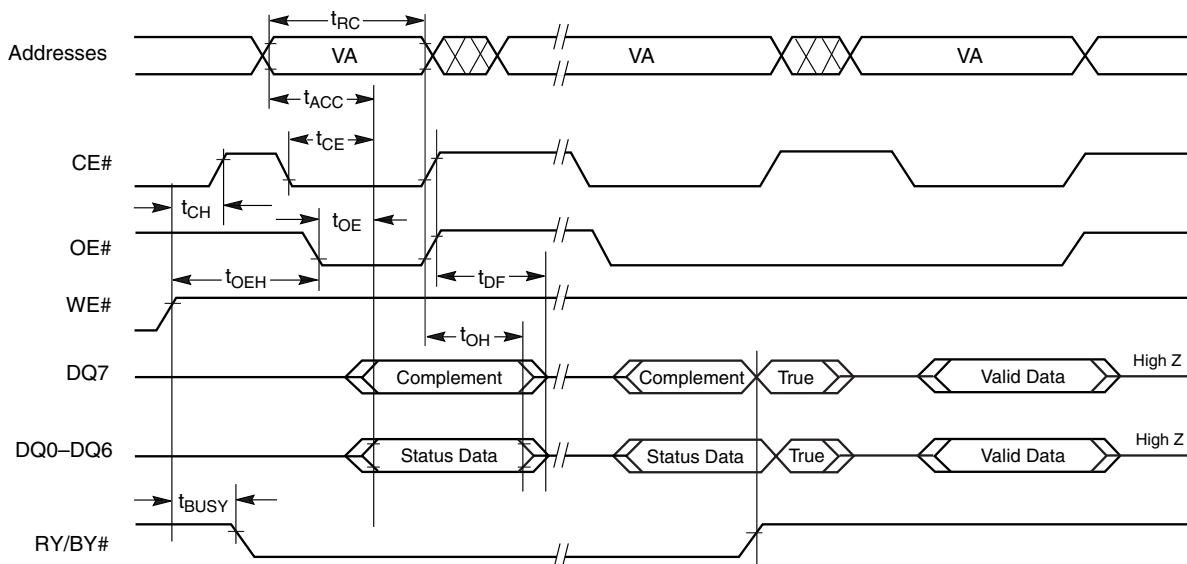 tRC
Addresses VA VA VA
tACC
tCE
CE#
tCH
tOE
OE#
tOEH
tDF
WE#
tOH
DQ7 Complement Complement True Valid Data High Z
DQ0–DQ6 Status Data Status Data True Valid Data High Z
tBUSY
RY/BY#